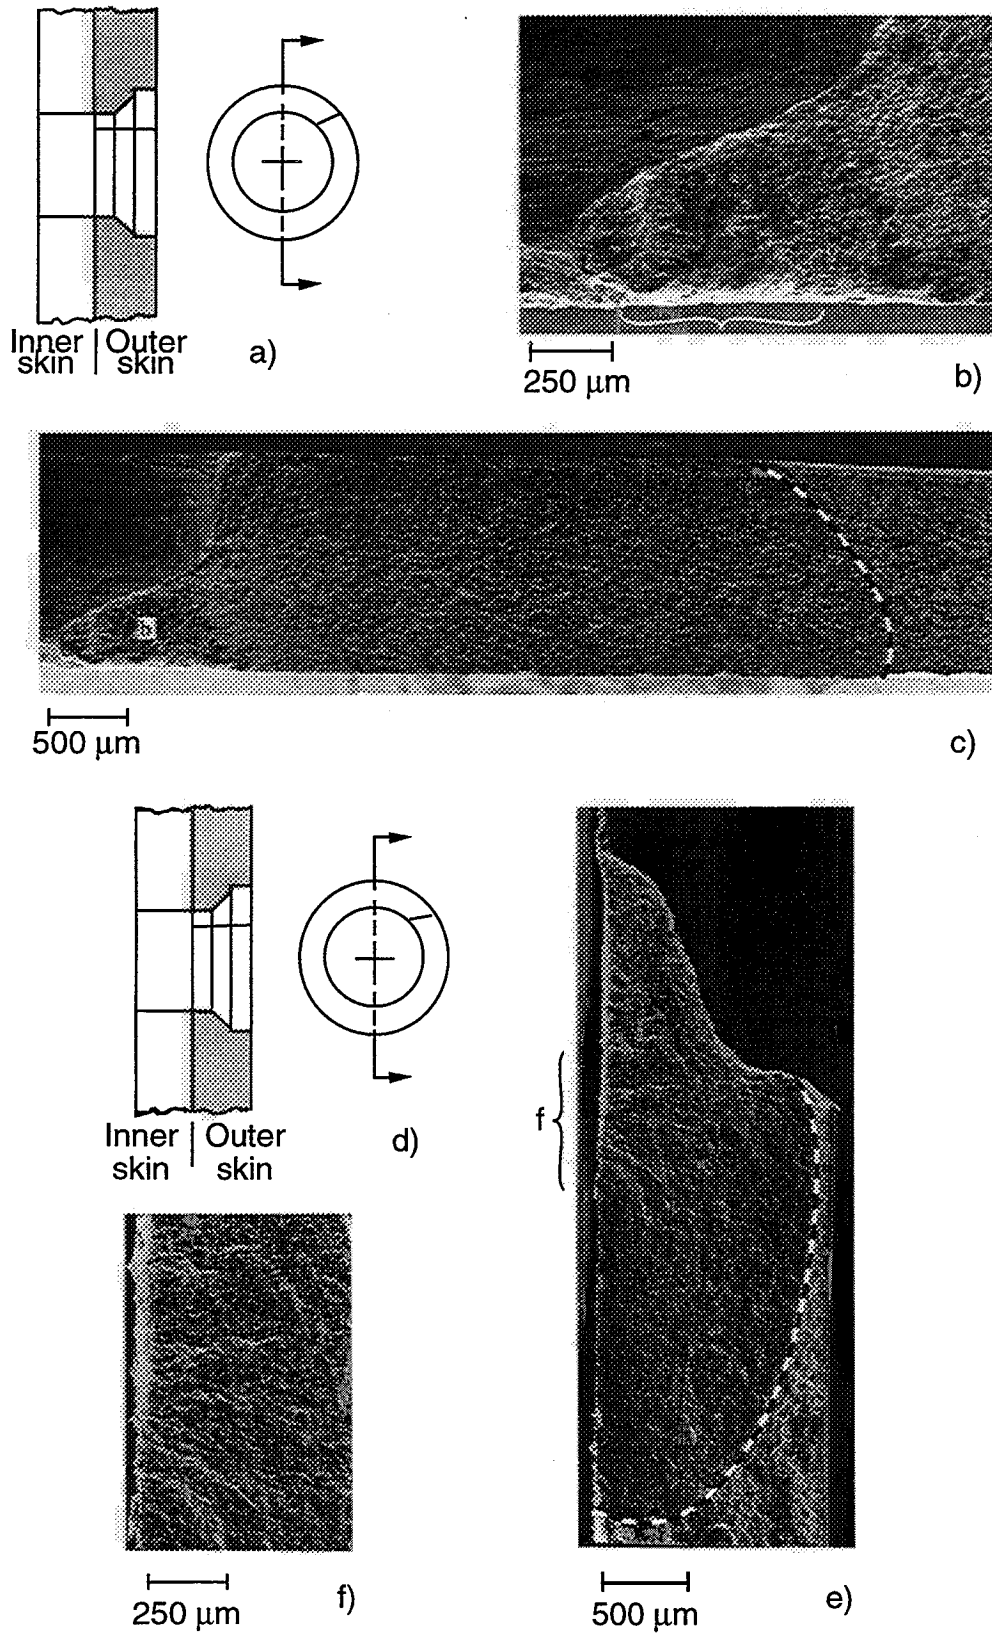 Inner | Outer
skin | skin
a)
250 μm
b)
b
500 μm
c)
Inner | Outer
skin | skin
d)
f
250 μm
f)
500 μm
e)